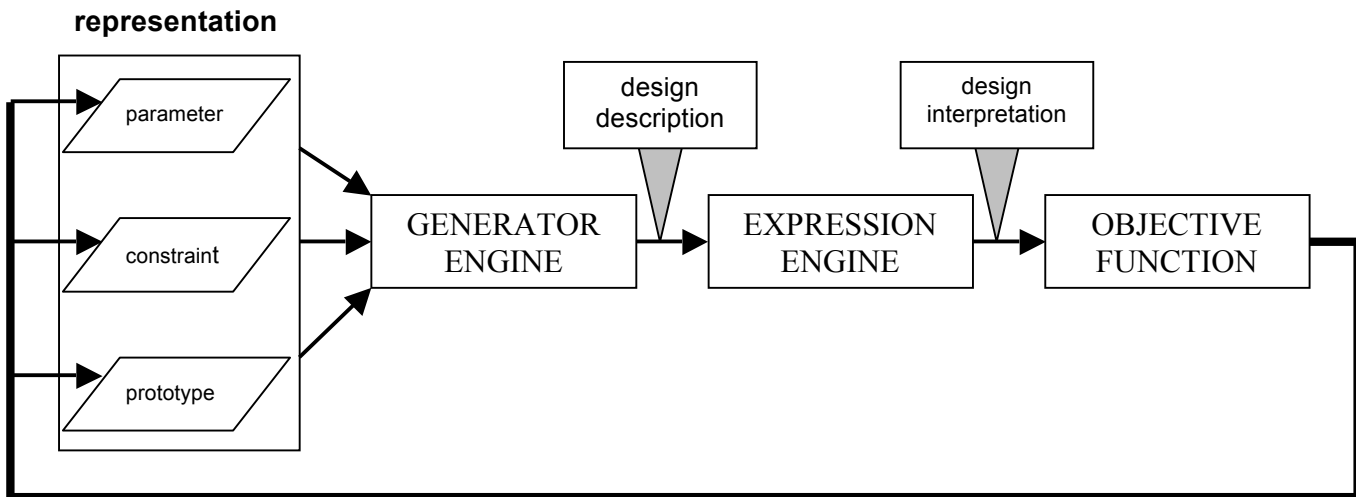 representation
parameter
constraint
prototype
GENERATOR
ENGINE
design
description
EXPRESSION
ENGINE
design
interpretation
OBJECTIVE
FUNCTION